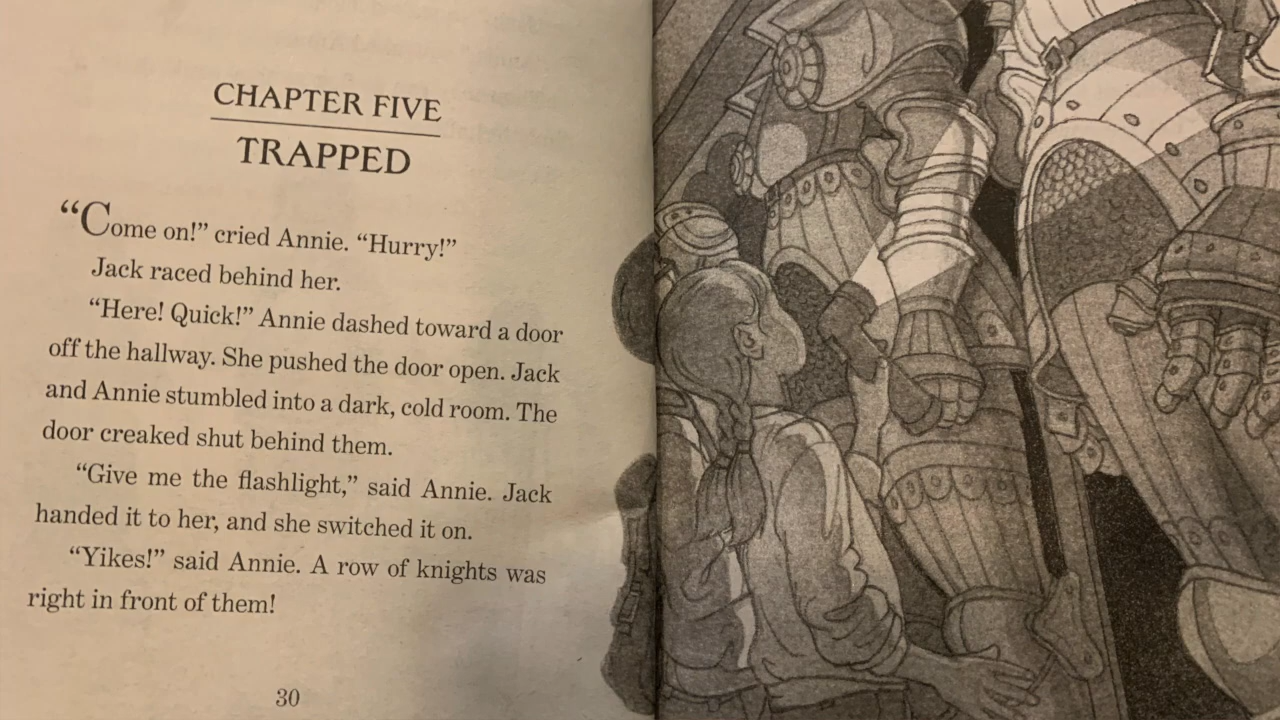 CHAPTER FIVE
TRAPPED
“Come on!” cried Annie. “Hurry!”
Jack raced behind her.
“Here! Quick!” Annie dashed toward a door
off the hallway. She pushed the door open. Jack
and Annie stumbled into a dark, cold room. The
door creaked shut behind them.
“Give me the flashlight,” said Annie. Jack
handed it to her, and she switched it on.
“Yikes!” said Annie. A row of knights was
right in front of them!
30